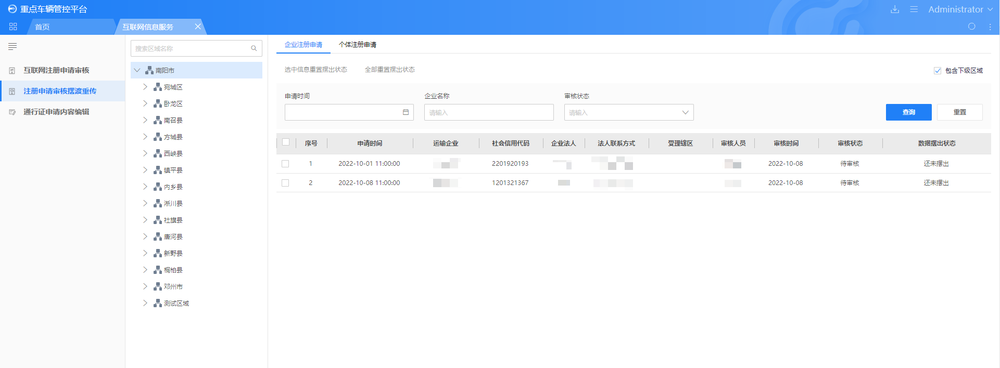 重点车辆管控平台
Administrator
首页
互联网信息服务
互联网注册申请审核
注册申请审核摆渡重传
通行证申请内容编辑
搜索区域名称
南阳市
宛城区
卧龙区
南召县
方城县
西峡县
镇平县
内乡县
淅川县
社旗县
唐河县
新野县
桐柏县
邓州市
测试区域
企业注册申请 个体注册申请
选中信息重置摆出状态 全部重置摆出状态
包含下级区域
申请时间 企业名称 审核状态
请输入 请输入 查询 重置
序号 申请时间 运输企业 社会信用代码 企业法人 法人联系方式 受理辖区 审核人员 审核时间 审核状态 数据摆出状态
1 2022-10-01 11:00:00 2201920193 2022-10-08 待审核 还未摆出
2 2022-10-08 11:00:00 1201321367 2022-10-08 待审核 还未摆出